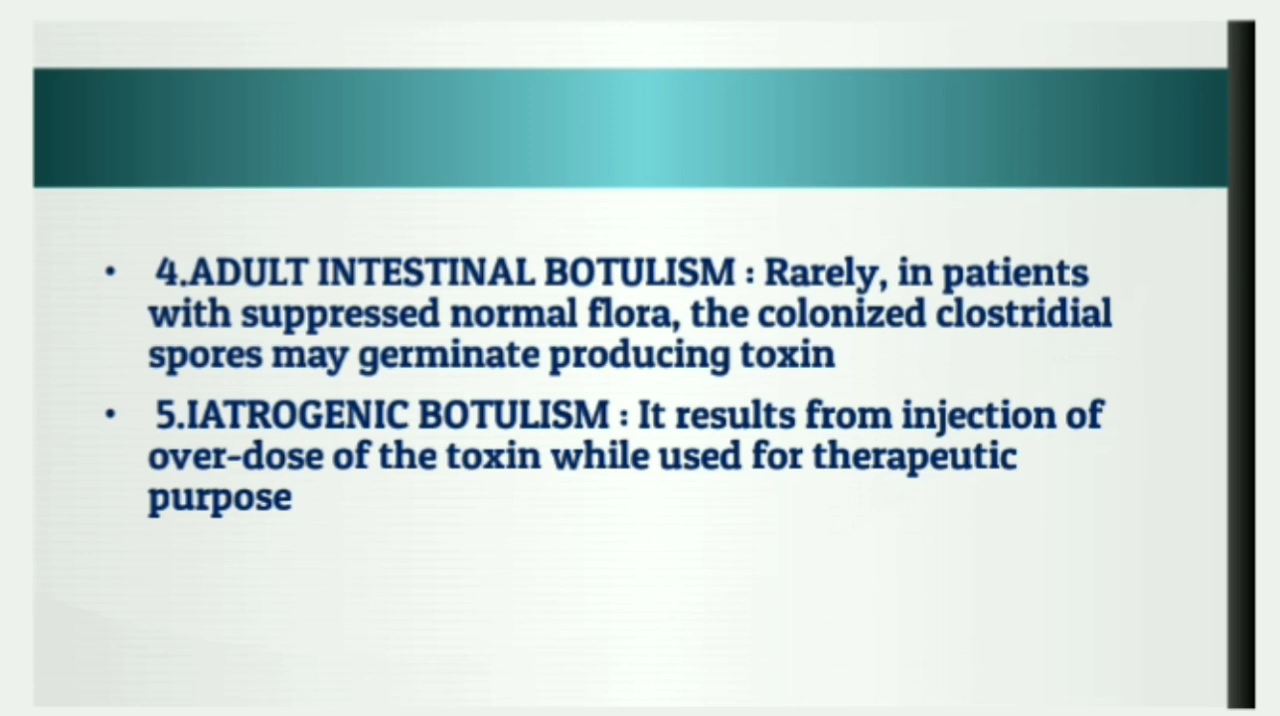 • 4.ADULT INTESTINAL BOTULISM : Rarely, in patients
with suppressed normal flora, the colonized clostridial
spores may germinate producing toxin
• 5.IATROGENIC BOTULISM : It results from injection of
over-dose of the toxin while used for therapeutic
purpose